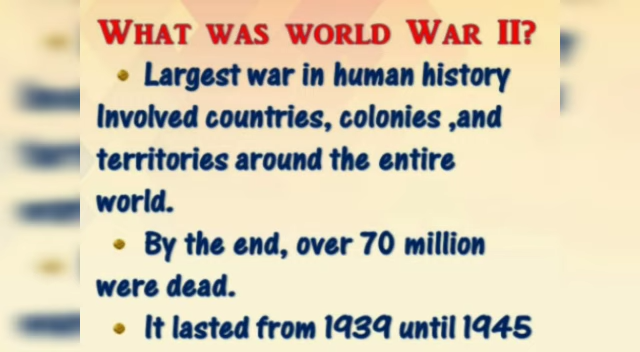 What was world War II?
• Largest war in human history
Involved countries, colonies ,and
territories around the entire
world.
• By the end, over 70 million
were dead.
• It lasted from 1939 until 1945